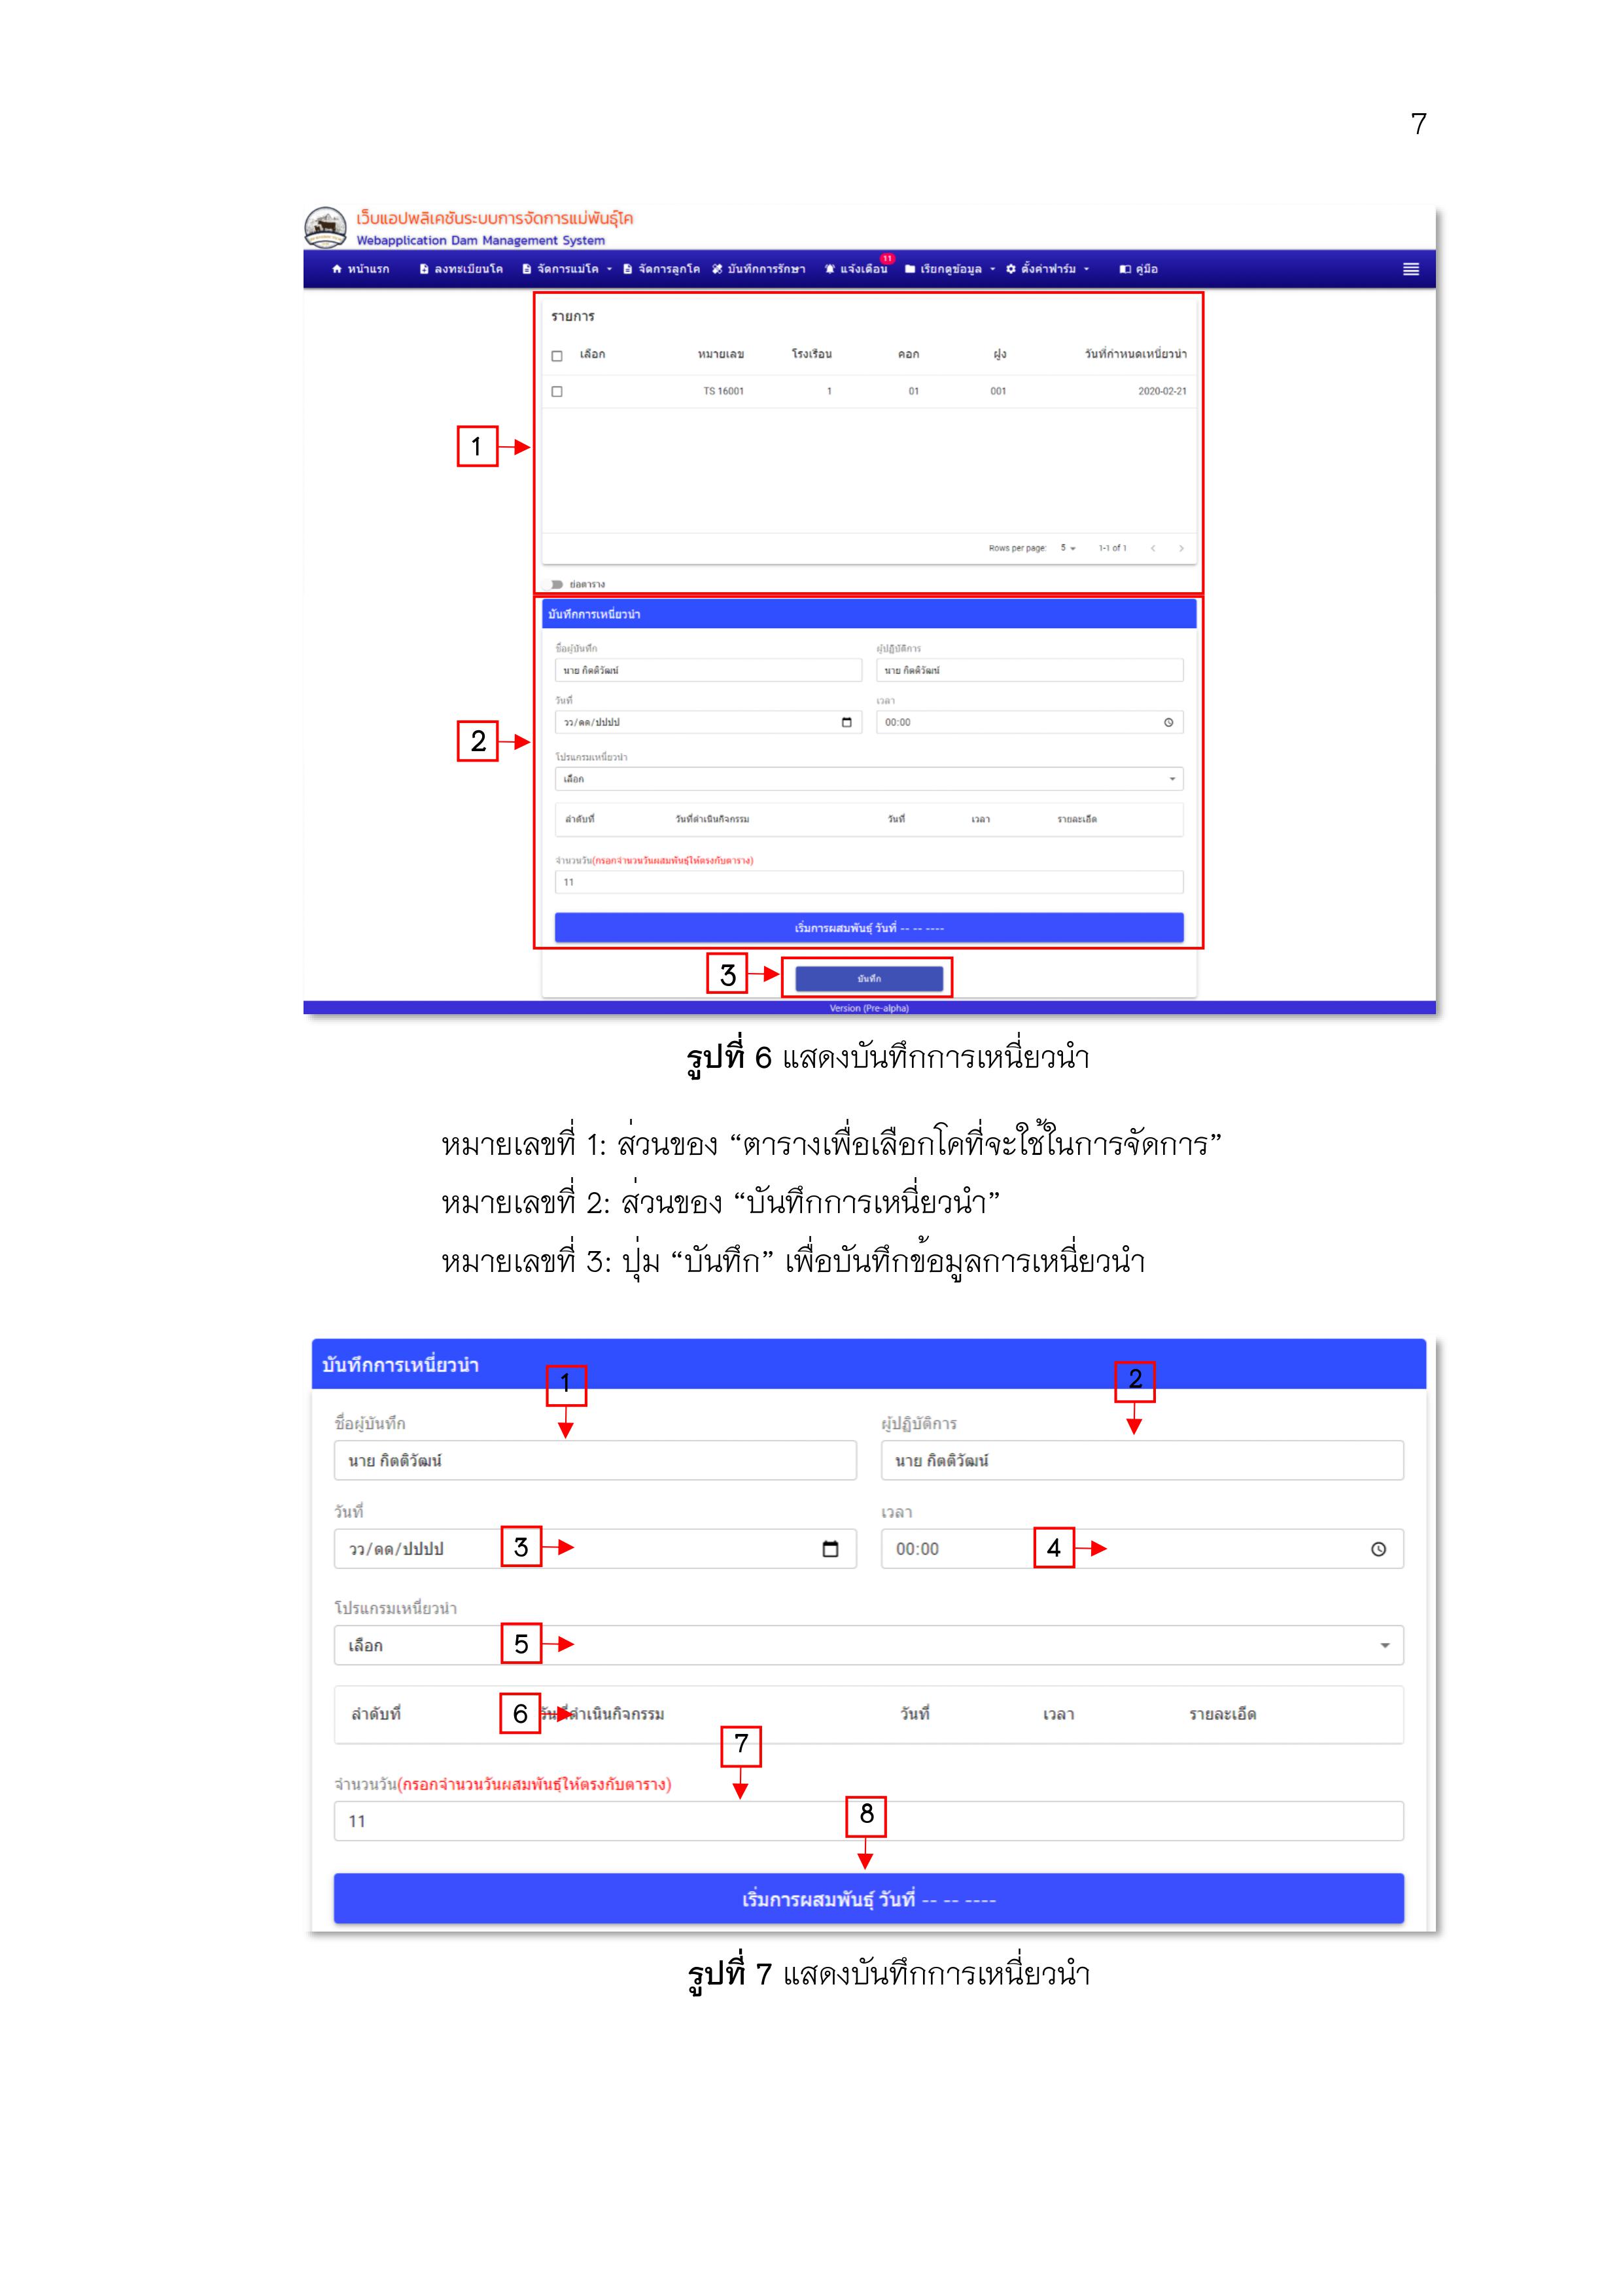 7
เว็บแอปพลิเคชันระบบการจัดการแม่พันธุ์โค
Webapplication Dam Management System
หน้าแรก ลงทะเบียนโค จัดการแม่โค จัดการลูกโค บันทึกการรักษา แจ้งเตือน 11 เรียกดูข้อมูล ตั้งค่าฟาร์ม คู่มือ
รายการ
เลือก หมายเลข โรงเรือน คอก ฝูง วันที่กำหนดเหนี่ยวนำ
TS 16001 1 01 001 2020-02-21
1
Rows per page: 5 1-1 of 1
ย่อตาราง
บันทึกการเหนี่ยวนำ
ชื่อผู้บันทึก ผู้ปฏิบัติการ
นาย กิตติวัฒน์ นาย กิตติวัฒน์
วันที่ เวลา
วว/ดด/ปปปป 00:00
2
โปรแกรมเหนี่ยวนำ
เลือก
ลำดับที่ วันที่ดำเนินกิจกรรม วันที่ เวลา รายละเอียด
จำนวนวัน(กรอกจำนวนวันผสมพันธุ์ให้ตรงกับตาราง)
11
เริ่มการผสมพันธุ์ วันที่ -- -- ----
3 บันทึก
Version (Pre-alpha)
รูปที่ 6 แสดงบันทึกการเหนี่ยวนำ
หมายเลขที่ 1: ส่วนของ “ตารางเพื่อเลือกโคที่จะใช้ในการจัดการ”
หมายเลขที่ 2: ส่วนของ “บันทึกการเหนี่ยวนำ”
หมายเลขที่ 3: ปุ่ม “บันทึก” เพื่อบันทึกข้อมูลการเหนี่ยวนำ
บันทึกการเหนี่ยวนำ
1 2
ชื่อผู้บันทึก ผู้ปฏิบัติการ
นาย กิตติวัฒน์ นาย กิตติวัฒน์
วันที่ เวลา
วว/ดด/ปปปป 3 00:00 4
โปรแกรมเหนี่ยวนำ
เลือก 5
ลำดับที่ 6 วันที่ดำเนินกิจกรรม วันที่ เวลา รายละเอียด
7
จำนวนวัน(กรอกจำนวนวันผสมพันธุ์ให้ตรงกับตาราง)
11 8
เริ่มการผสมพันธุ์ วันที่ -- -- ----
รูปที่ 7 แสดงบันทึกการเหนี่ยวนำ